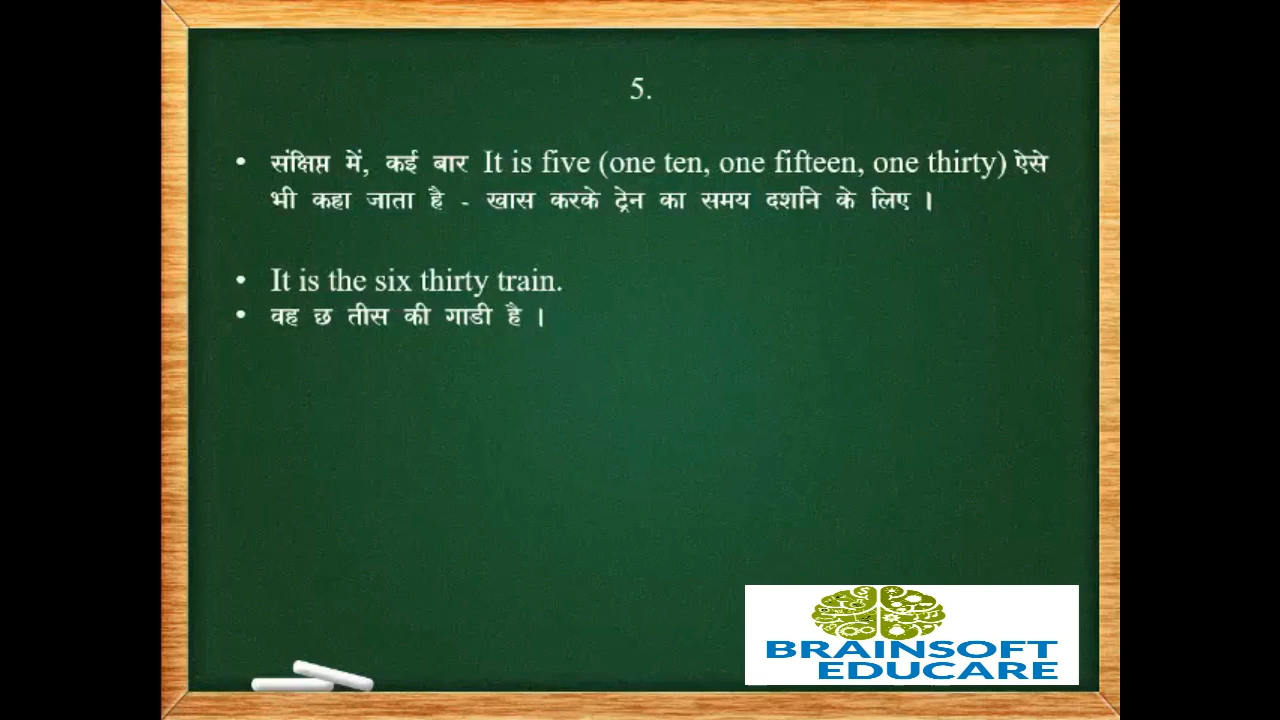 5.
• संक्षिप्त में, कई बार It is five (one ten, one fifteen, one thirty) ऐसे
भी कहा जाता है - खास करके ट्रेन का समय दर्शाने के लिए ।
• It is the six thirty train.
• वह छ तीस की गाडी है ।
BRAINSOFT
EDUCARE